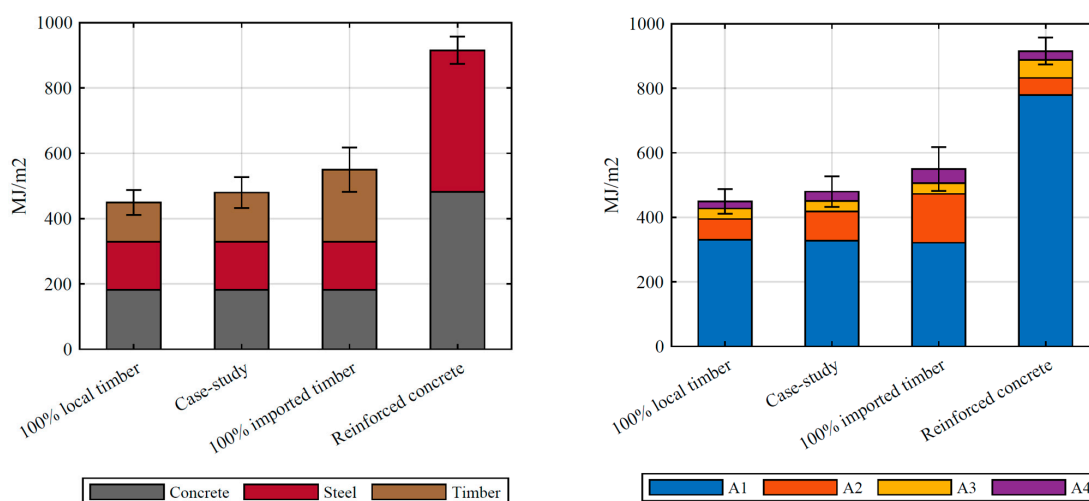 1000
800
600
400
200
0
MJ/m2
100% local timber
Case-study
100% imported timber
Reinforced concrete
Concrete Steel Timber
1000
800
600
400
200
0
MJ/m2
100% local timber
Case-study
100% imported timber
Reinforced concrete
A1 A2 A3 A4